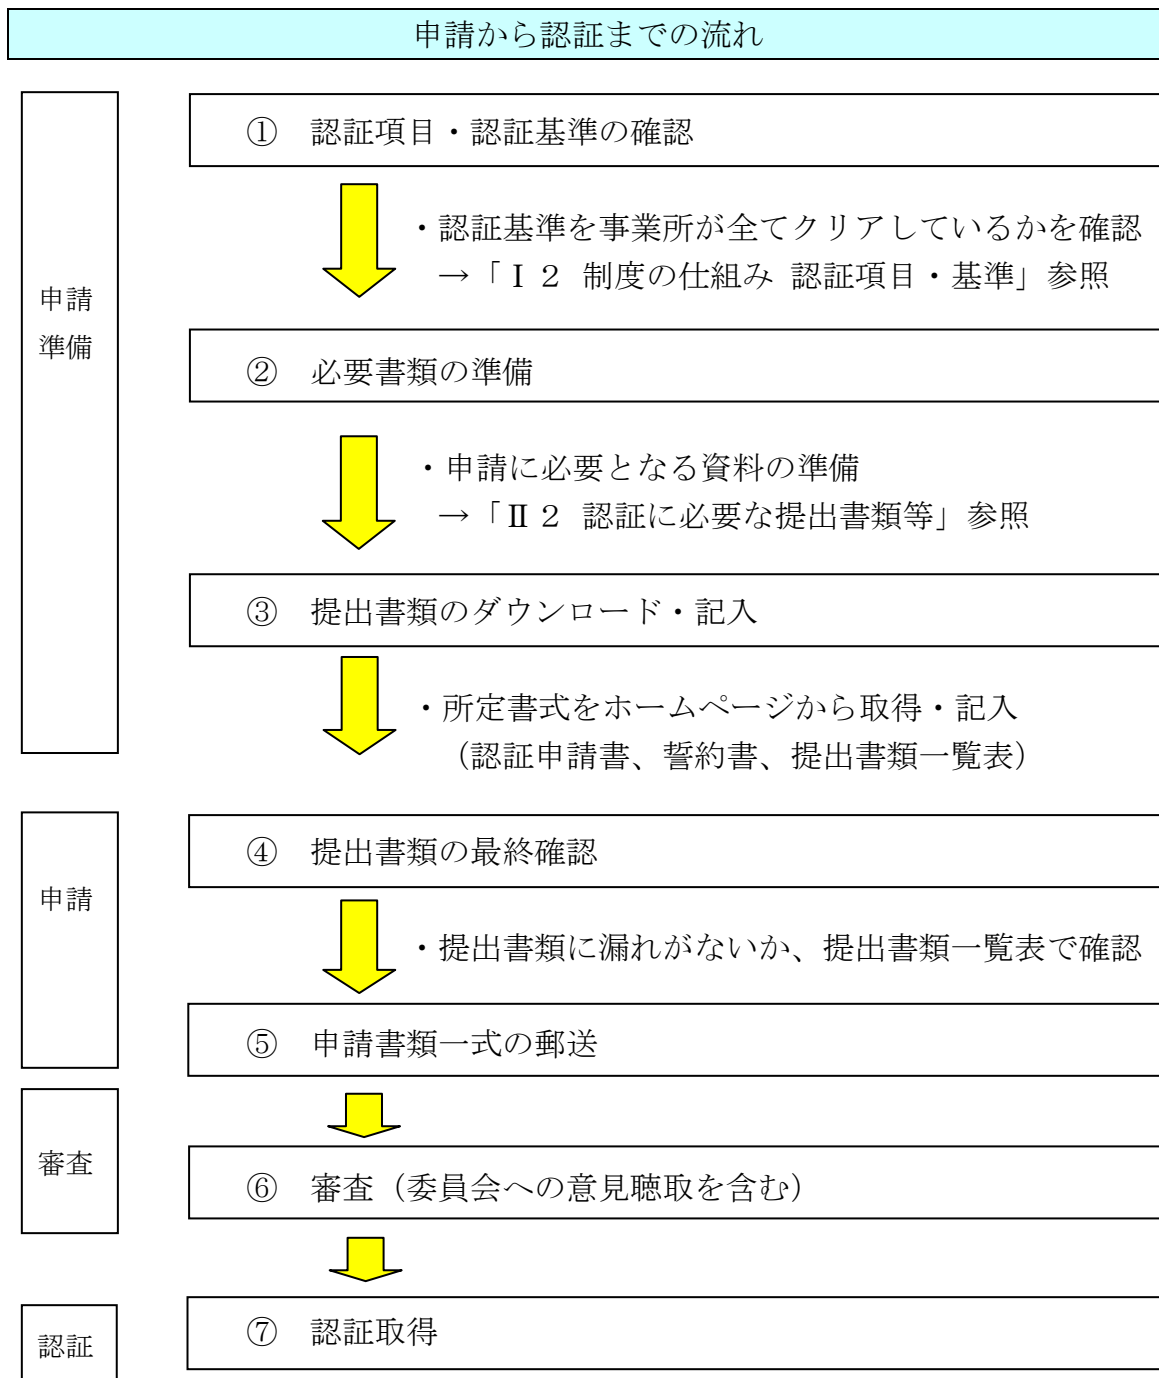 申請から認証までの流れ
申請
準備
① 認証項目・認証基準の確認
・認証基準を事業所が全てクリアしているかを確認
→「Ⅰ２ 制度の仕組み 認証項目・基準」参照
② 必要書類の準備
・申請に必要となる資料の準備
→「Ⅱ２ 認証に必要な提出書類等」参照
③ 提出書類のダウンロード・記入
・所定書式をホームページから取得・記入
（認証申請書、誓約書、提出書類一覧表）
申請
④ 提出書類の最終確認
・提出書類に漏れがないか、提出書類一覧表で確認
⑤ 申請書類一式の郵送
審査
⑥ 審査（委員会への意見聴取を含む）
認証
⑦ 認証取得